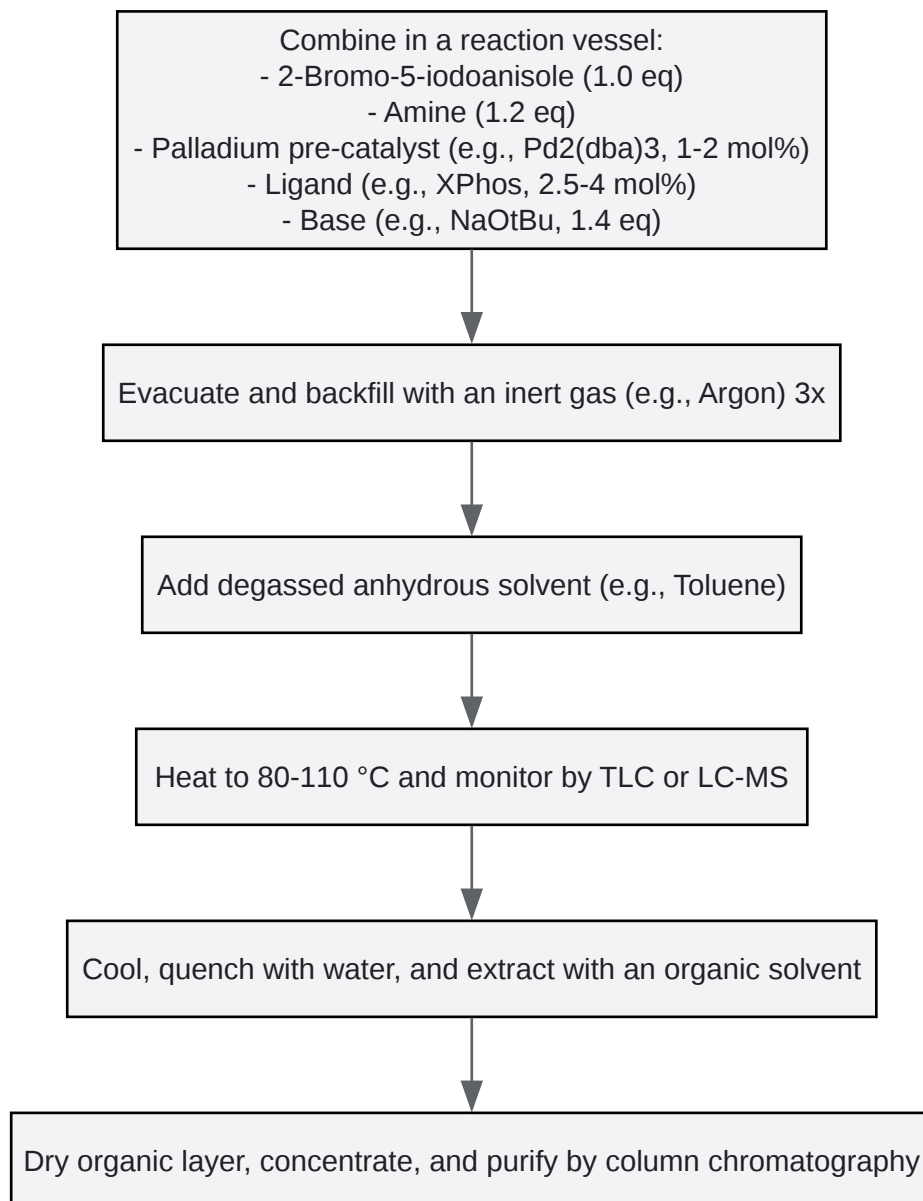 Combine in a reaction vessel:
- 2-Bromo-5-iodoanisole (1.0 eq)
- Amine (1.2 eq)
- Palladium pre-catalyst (e.g., Pd2(dba)3, 1-2 mol%)
- Ligand (e.g., XPhos, 2.5-4 mol%)
- Base (e.g., NaOtBu, 1.4 eq)
Evacuate and backfill with an inert gas (e.g., Argon) 3x
Add degassed anhydrous solvent (e.g., Toluene)
Heat to 80-110 °C and monitor by TLC or LC-MS
Cool, quench with water, and extract with an organic solvent
Dry organic layer, concentrate, and purify by column chromatography